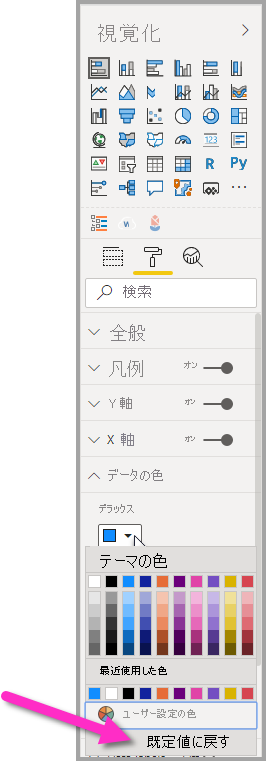 視覚化
123
R
Py
検索
全般
凡例
オン
Y 軸
オン
X 軸
オン
データの色
デラックス
テーマの色
最近使用した色
ユーザー設定の色
既定値に戻す